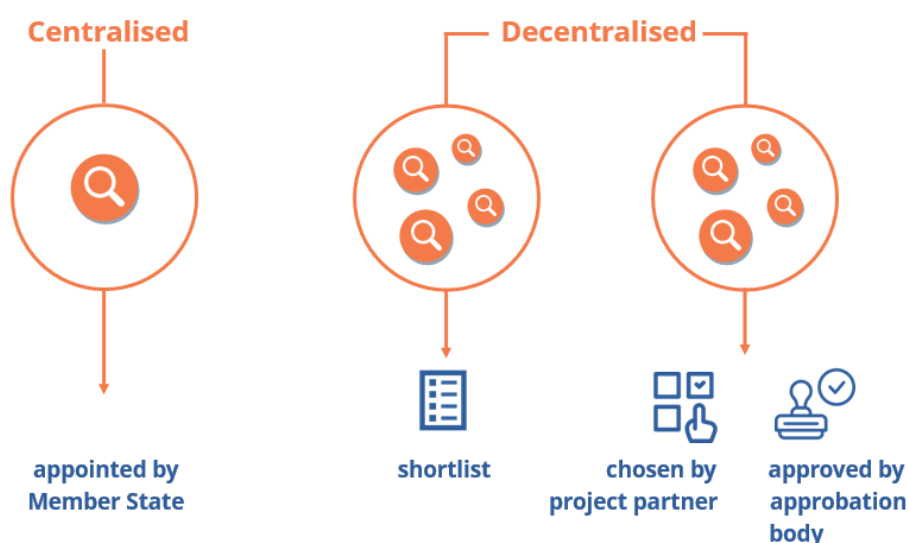 Centralised
Decentralised
appointed by
Member State
shortlist
chosen by
project partner
approved by
approbation
body